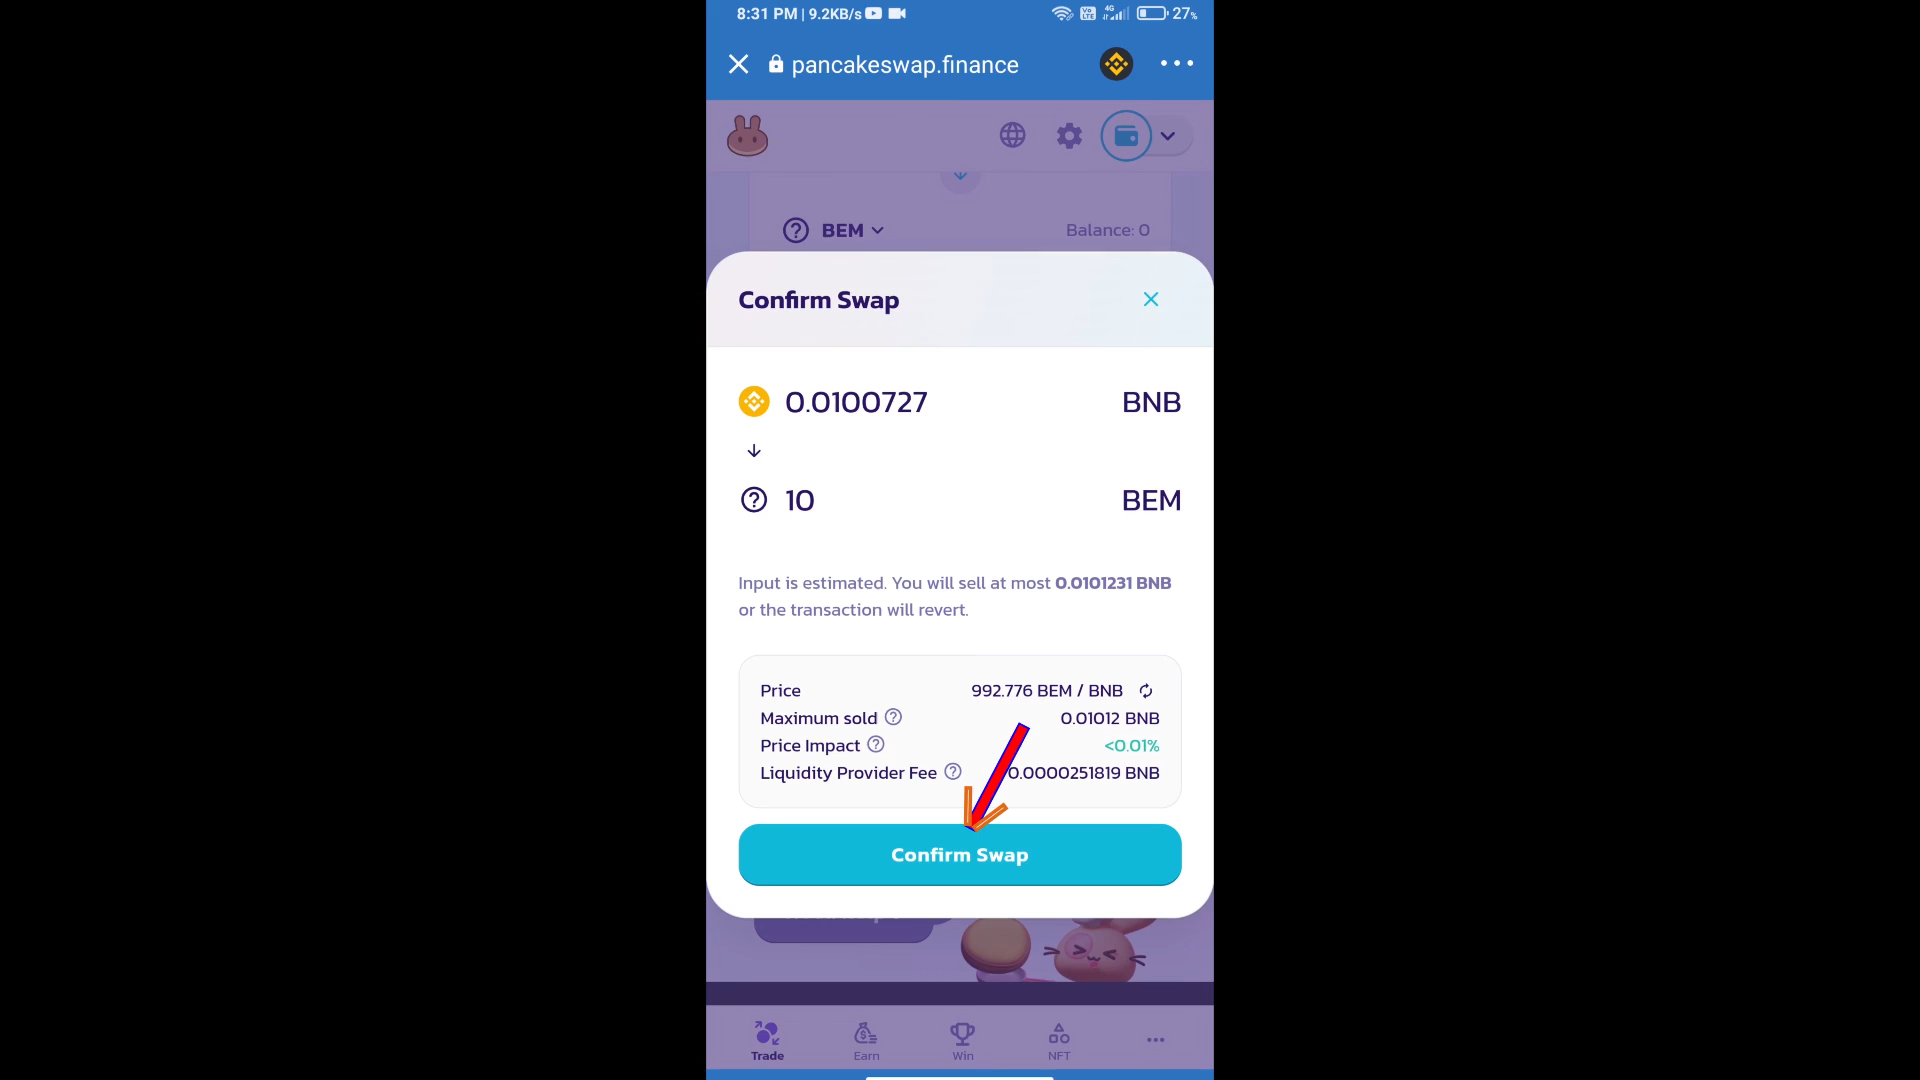 8:31 PM | 9.2KB/s
Vo LTE 4G 27%
pancakeswap.finance
BEM Balance: 0
Confirm Swap
0.0100727 BNB
10 BEM
Input is estimated. You will sell at most 0.0101231 BNB
or the transaction will revert.
Price 992.776 BEM / BNB
Maximum sold 0.01012 BNB
Price Impact <0.01%
Liquidity Provider Fee 0.0000251819 BNB
Confirm Swap
Trade Earn Win NFT